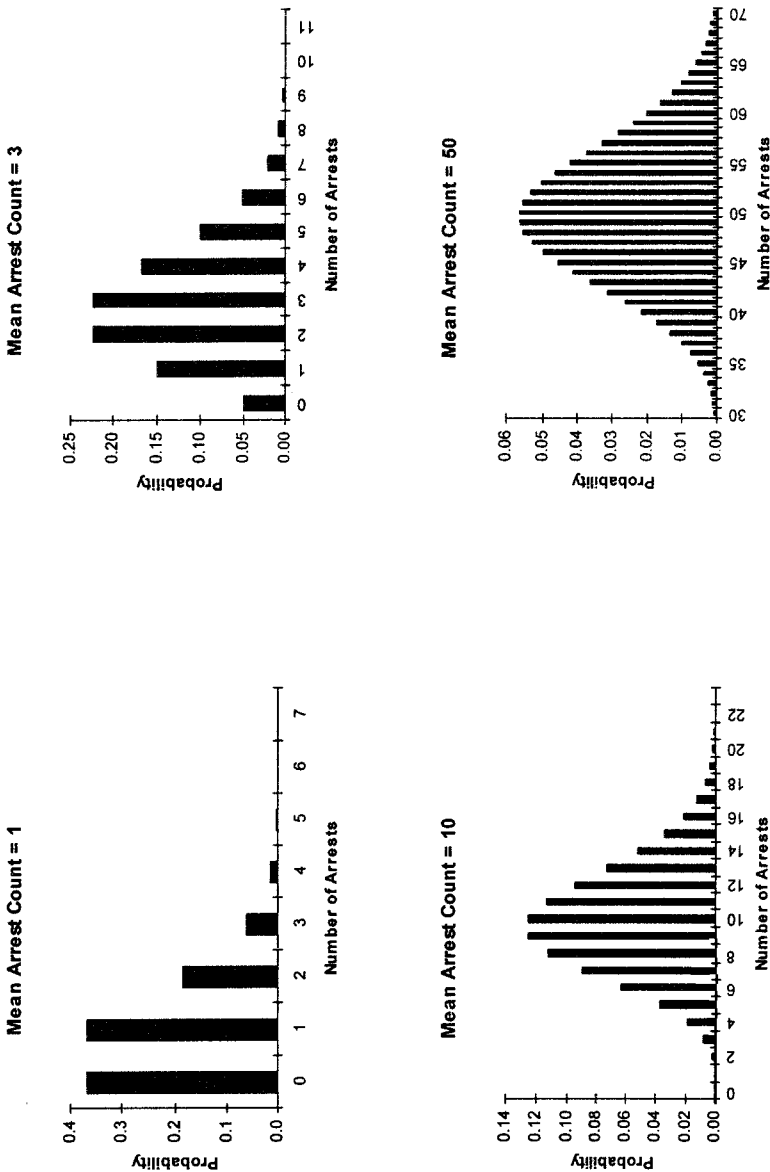 Mean Arrest Count = 1
0.4
0.3
0.2
0.1
0.0
Probability
0 1 2 3 4 5 6 7
Number of Arrests
Mean Arrest Count = 3
0.25
0.20
0.15
0.10
0.05
0.00
Probability
0 1 2 3 4 5 6 7 8 9 10 11
Number of Arrests
Mean Arrest Count = 10
0.14
0.12
0.10
0.08
0.06
0.04
0.02
0.00
Probability
0 2 4 6 8 10 12 14 16 18 20 22
Number of Arrests
Mean Arrest Count = 50
0.06
0.05
0.04
0.03
0.02
0.01
0.00
Probability
30 35 40 45 50 55 60 65 70
Number of Arrests